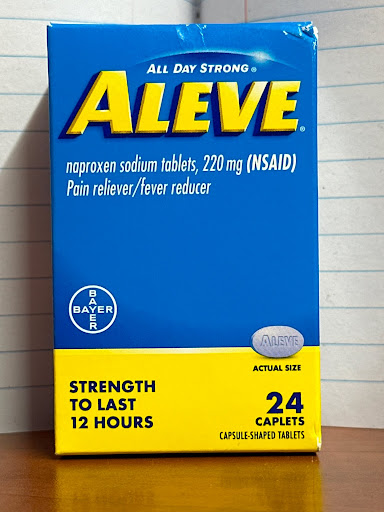 ALL DAY STRONG®
ALEVE®
naproxen sodium tablets, 220 mg (NSAID)
Pain reliever/fever reducer
BAYER
BAYER
ALEVE
ACTUAL SIZE
STRENGTH
TO LAST
12 HOURS
24
CAPLETS
CAPSULE-SHAPED TABLETS